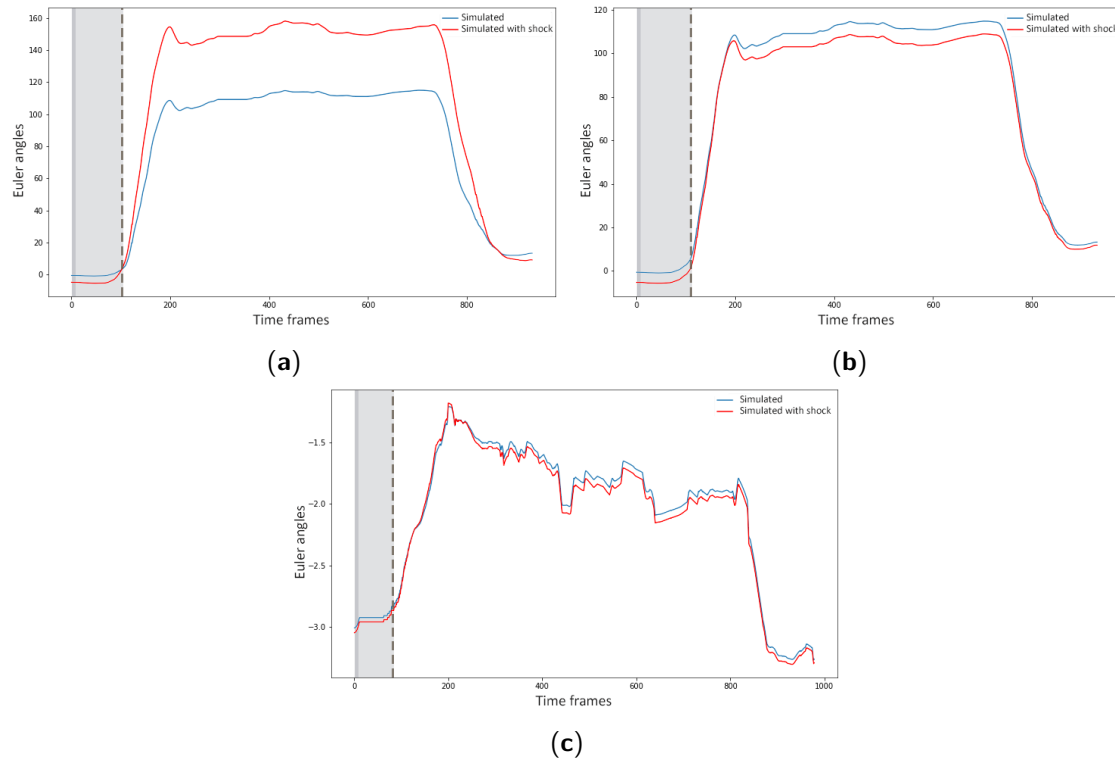 Simulated
Simulated with shock
160
140
120
100
80
60
40
20
0
Euler angles
0
200
400
600
800
Time frames
(a)
Simulated
Simulated with shock
120
100
80
60
40
20
0
Euler angles
0
200
400
600
800
Time frames
(b)
Simulated
Simulated with shock
−1.5
−2.0
−2.5
−3.0
Euler angles
0
200
400
600
800
1000
Time frames
(c)